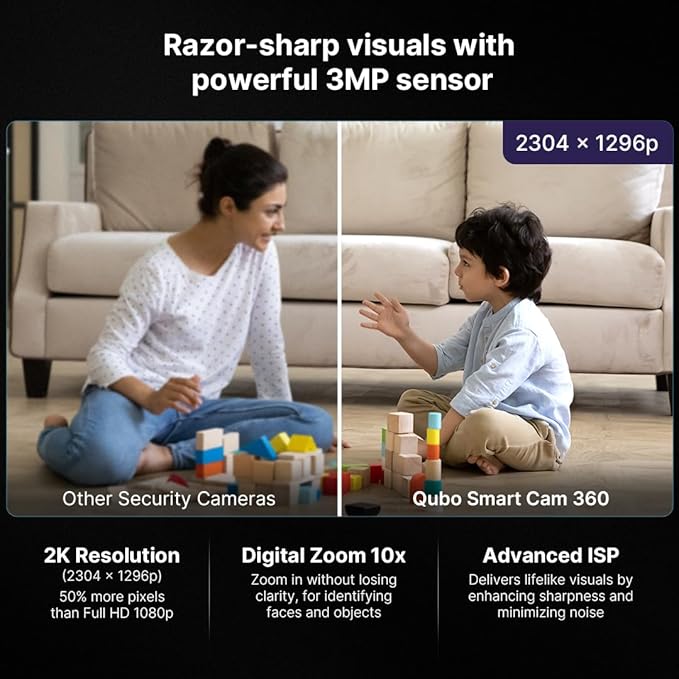 Razor-sharp visuals with
powerful 3MP sensor
2304 × 1296p
Other Security Cameras
Qubo Smart Cam 360
2K Resolution
(2304 × 1296p)
50% more pixels
than Full HD 1080p
Digital Zoom 10x
Zoom in without losing
clarity, for identifying
faces and objects
Advanced ISP
Delivers lifelike visuals by
enhancing sharpness and
minimizing noise